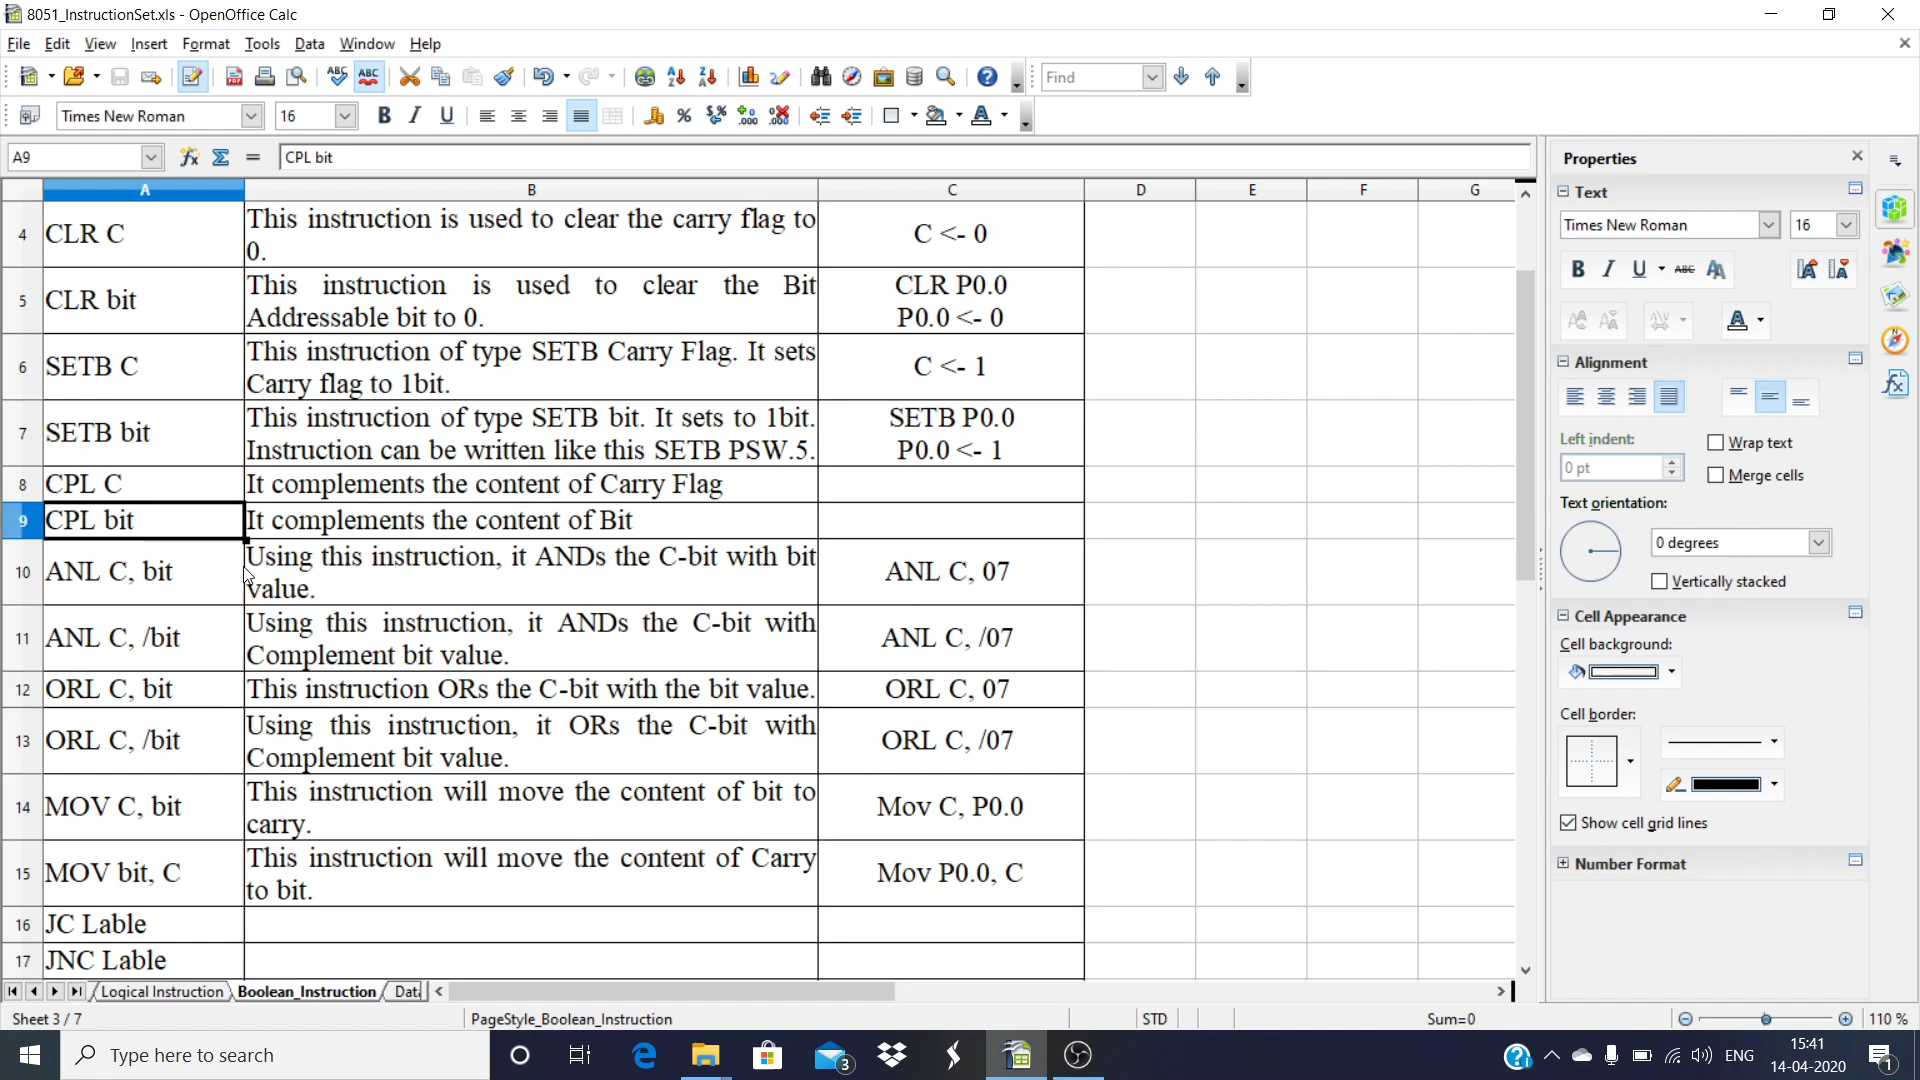 8051_InstructionSet.xls - OpenOffice Calc
File Edit View Insert Format Tools Data Window Help
Find
Times New Roman 16
A9 CPL bit
A B C D E F G
4 CLR C This instruction is used to clear the carry flag to C <- 0
0.
5 CLR bit This instruction is used to clear the Bit CLR P0.0
Addressable bit to 0. P0.0 <- 0
6 SETB C This instruction of type SETB Carry Flag. It sets C <- 1
Carry flag to 1bit.
7 SETB bit This instruction of type SETB bit. It sets to 1bit. SETB P0.0
Instruction can be written like this SETB PSW.5. P0.0 <- 1
8 CPL C It complements the content of Carry Flag
9 CPL bit It complements the content of Bit
10 ANL C, bit Using this instruction, it ANDs the C-bit with bit ANL C, 07
value.
11 ANL C, /bit Using this instruction, it ANDs the C-bit with ANL C, /07
Complement bit value.
12 ORL C, bit This instruction ORs the C-bit with the bit value. ORL C, 07
13 ORL C, /bit Using this instruction, it ORs the C-bit with ORL C, /07
Complement bit value.
14 MOV C, bit This instruction will move the content of bit to Mov C, P0.0
carry.
15 MOV bit, C This instruction will move the content of Carry Mov P0.0, C
to bit.
16 JC Lable
17 JNC Lable
Properties
Text
Times New Roman 16
Alignment
Left indent:
0 pt
Wrap text
Merge cells
Text orientation:
0 degrees
Vertically stacked
Cell Appearance
Cell background:
Cell border:
Show cell grid lines
Number Format
Logical Instruction Boolean_Instruction Data
Sheet 3 / 7 PageStyle_Boolean_Instruction STD Sum=0 110 %
Type here to search
3
ENG
15:41
14-04-2020
1